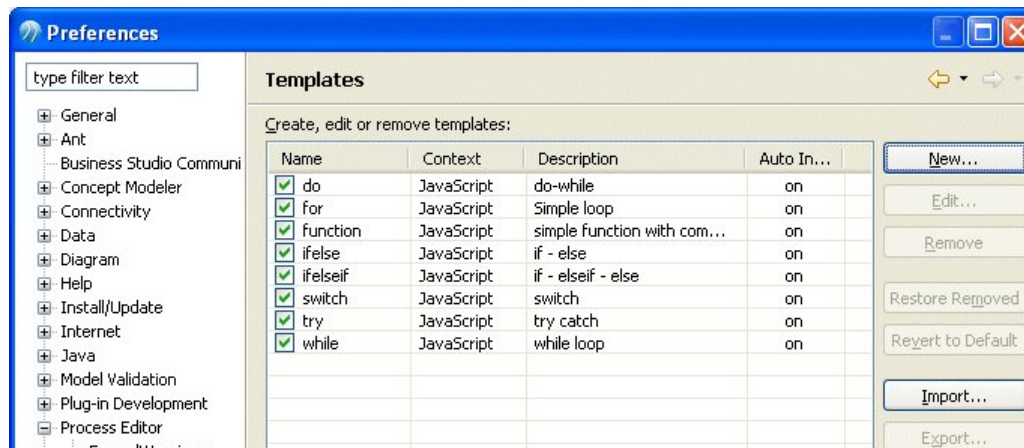 Preferences
type filter text
General
Ant
Business Studio Communi
Concept Modeler
Connectivity
Data
Diagram
Help
Install/Update
Internet
Java
Model Validation
Plug-in Development
Process Editor
Templates
Create, edit or remove templates:
Name Context Description Auto In...
do JavaScript do-while on
for JavaScript Simple loop on
function JavaScript simple function with com... on
ifelse JavaScript if - else on
ifelseif JavaScript if - elseif - else on
switch JavaScript switch on
try JavaScript try catch on
while JavaScript while loop on
New...
Edit...
Remove
Restore Removed
Revert to Default
Import...
Export...